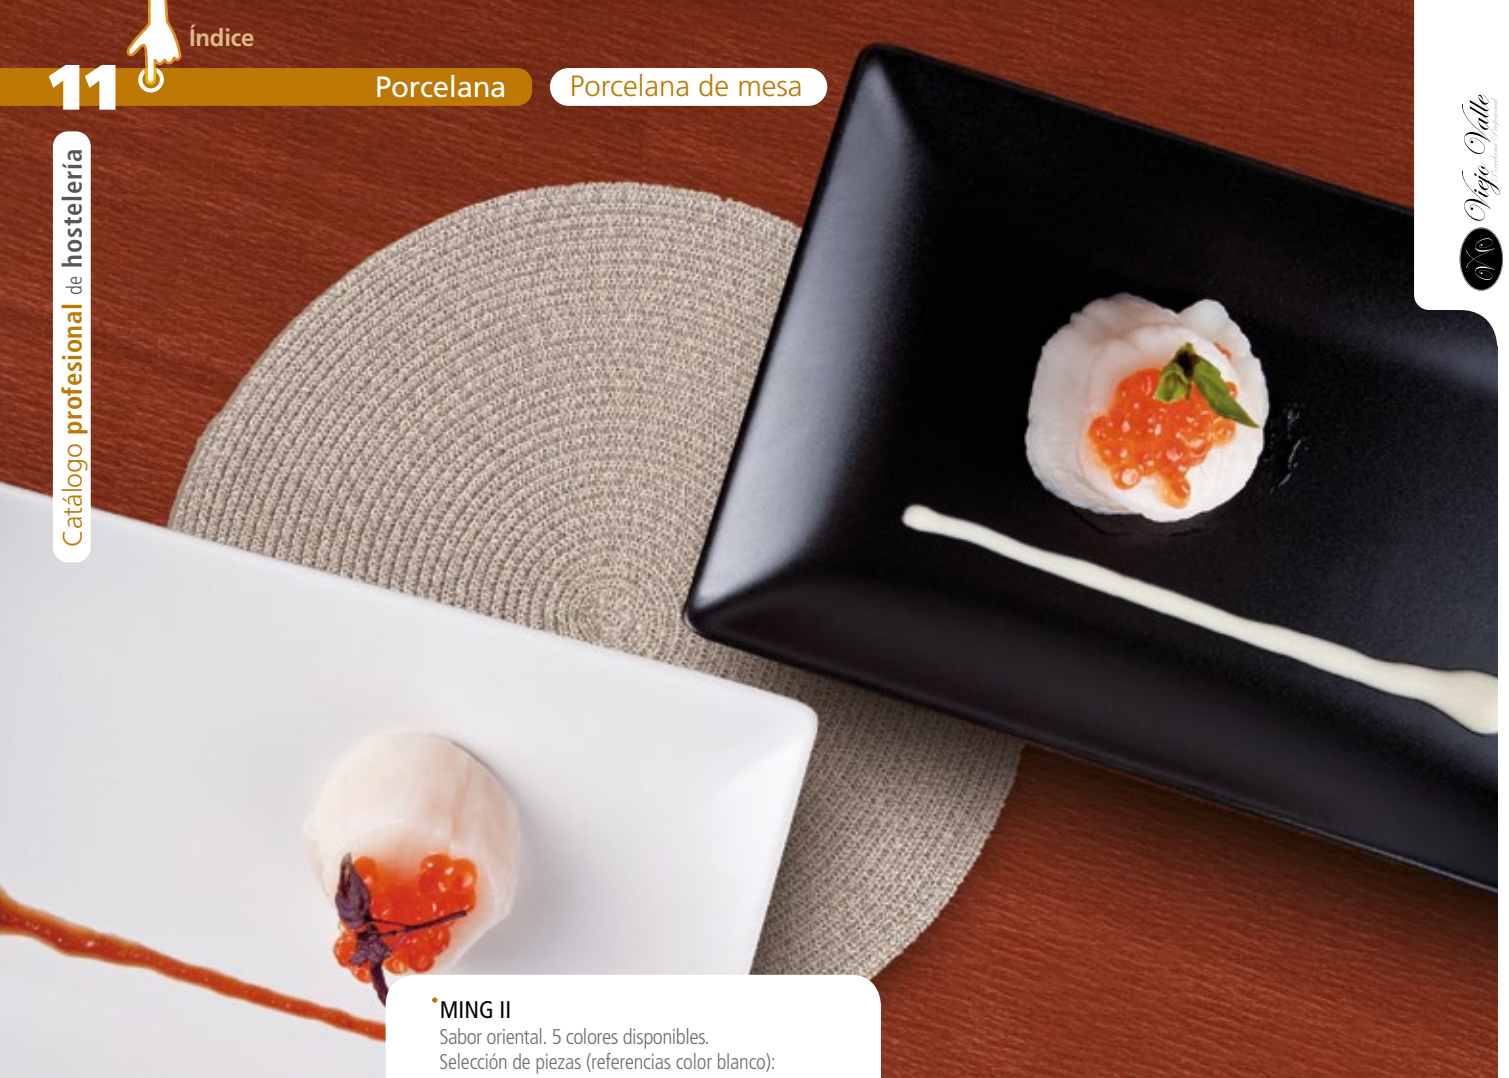 Índice
11
Porcelana
Porcelana de mesa
Catálogo profesional de hostelería
Viejo Valle
MING II
Sabor oriental. 5 colores disponibles.
Selección de piezas (referencias color blanco):